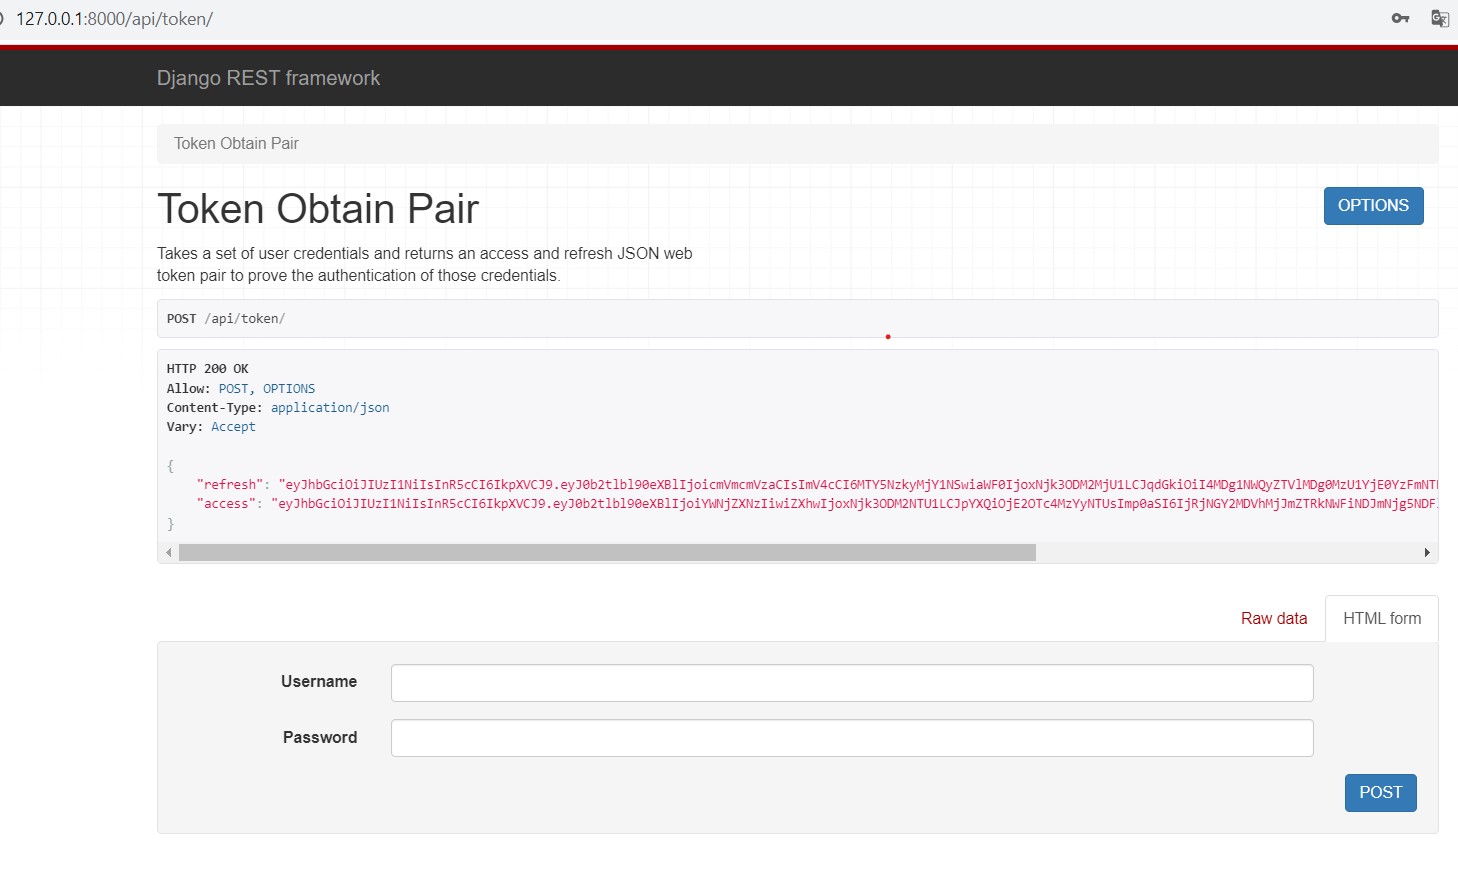 127.0.0.1:8000/api/token/
Django REST framework
Token Obtain Pair
Token Obtain Pair
OPTIONS
Takes a set of user credentials and returns an access and refresh JSON web
token pair to prove the authentication of those credentials.
POST /api/token/
HTTP 200 OK
Allow: POST, OPTIONS
Content-Type: application/json
Vary: Accept
{
"refresh": "eyJhbGciOiJIUzI1NiIsInR5cCI6IkpXVCJ9.eyJ0b2tlbl90eXBlIjoicmVmcmVzaCIsImV4cCI6MTY5NzkyMjY1NSwiaWF0IjoxNjk3ODM2MjU1LCJqdGkiOiI4MDg1NWQyZTVlMDg0MzU1YjE0YzFmNTI
"access": "eyJhbGciOiJIUzI1NiIsInR5cCI6IkpXVCJ9.eyJ0b2tlbl90eXBlIjoiYWNjZXNzIiwiZXhwIjoxNjk3ODM2NTU1LCJpYXQiOjE2OTc4MzYyNTUsImp0aSI6IjRjNGY2MDVhMjJmZTRkNWFiNDJmNjg5NDFl
}
Raw data
HTML form
Username
Password
POST